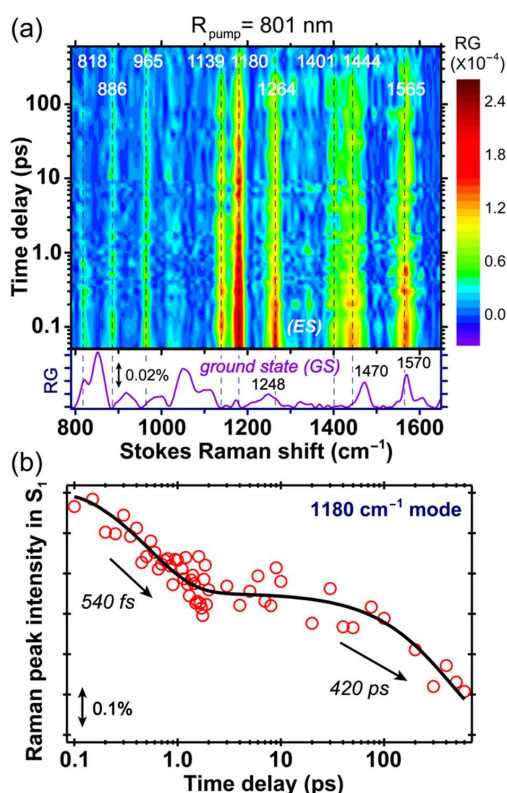 (a)
R_pump = 801 nm
RG
(x10⁻⁴)
818 965 1139 1180 1401 1444
886 1264 1565
2.4
1.8
1.2
0.6
0.0
100
10
1.0
0.1
Time delay (ps)
(ES)
RG
0.02%
ground state (GS)
1248
1470
1570
800 1000 1200 1400 1600
Stokes Raman shift (cm⁻¹)
(b)
1180 cm⁻¹ mode
Raman peak intensity in S₁
540 fs
420 ps
0.1%
0.1 1.0 10 100
Time delay (ps)